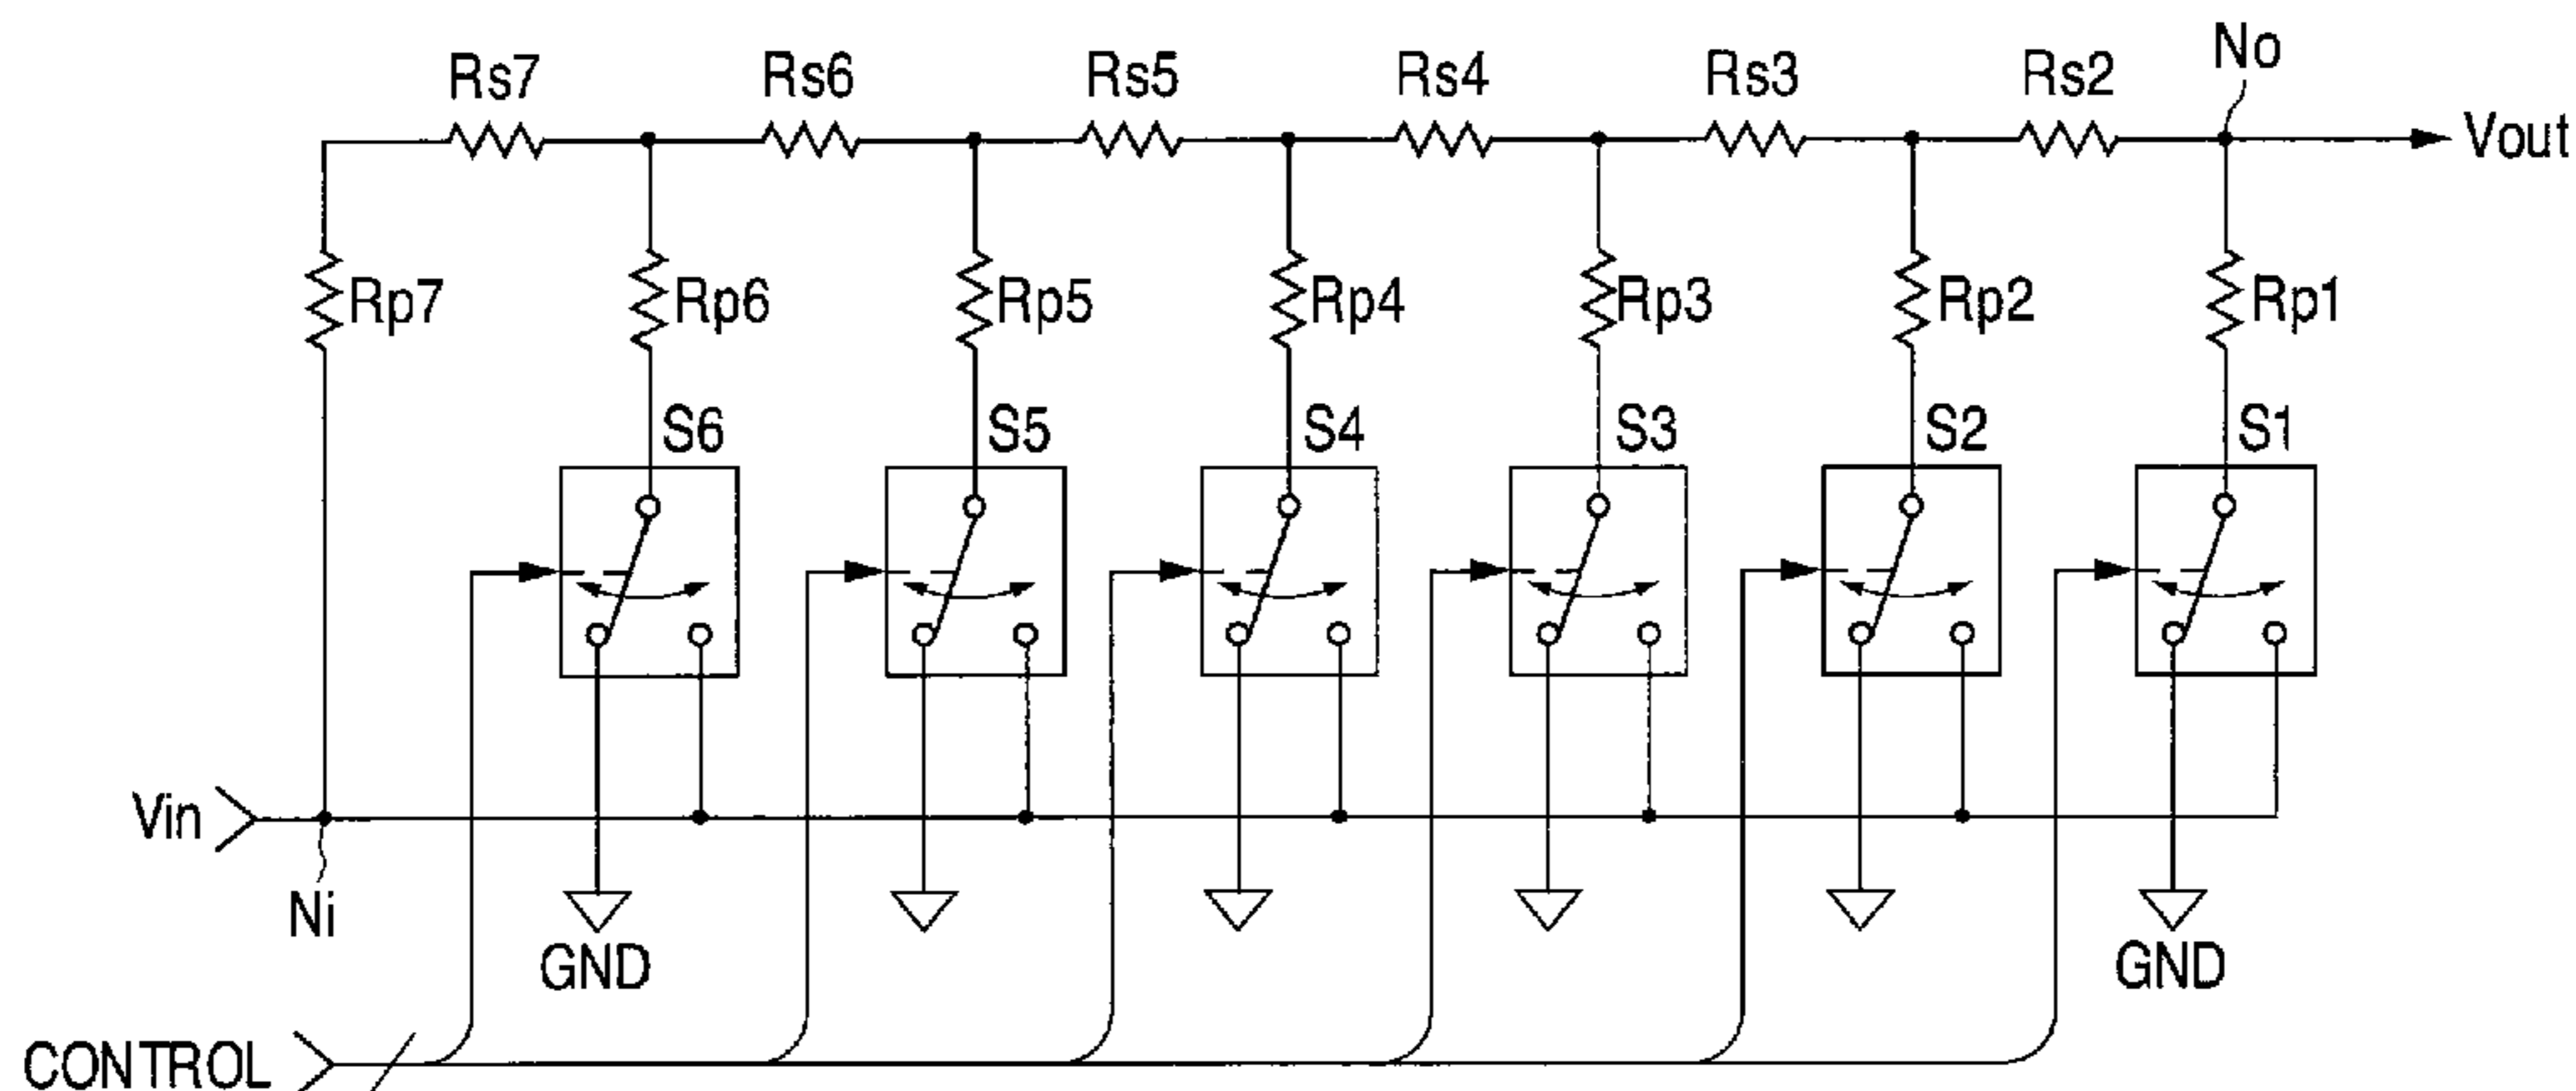 No
Rs7 Rs6 Rs5 Rs4 Rs3 Rs2
Vout
Rp7 Rp6 Rp5 Rp4 Rp3 Rp2 Rp1
S6 S5 S4 S3 S2 S1
Vin
Ni
GND GND
CONTROL